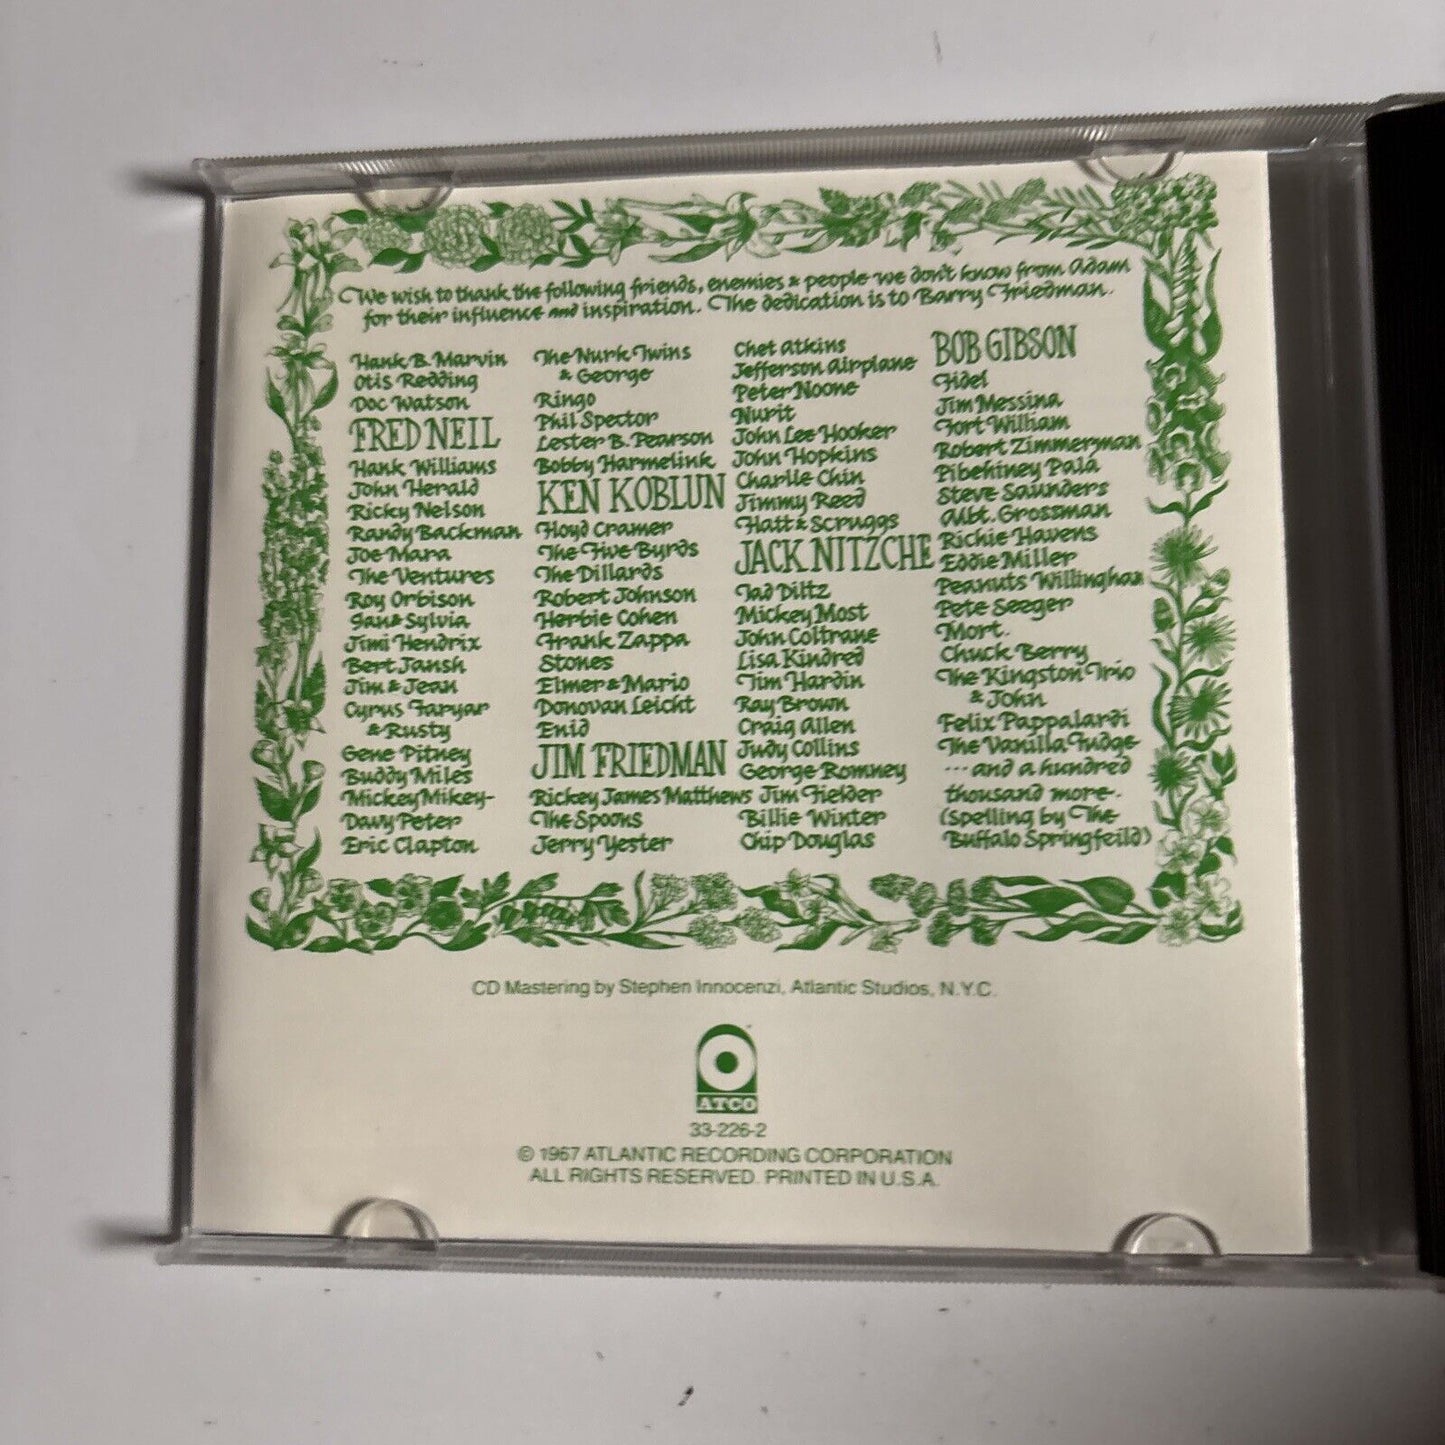 We wish to thank the following friends, enemies & people we don't know from Adam
for their influence and inspiration. The dedication is to Barry Friedman.
Hank B. Marvin
Otis Redding
Doc Watson
FRED NEIL
Hank Williams
John Herald
Ricky Nelson
Randy Backman
Joe Mara
The Ventures
Roy Orbison
Ian & Sylvia
Jimi Hendrix
Bert Jansh
Jim & Jean
Cyrus Faryar
& Rusty
Gene Pitney
Buddy Miles
Mickey Mikey-
Davy Peter
Eric Clapton
The Nurk Twins
& George
Ringo
Phil Spector
Lester B. Pearson
Bobby Harmelink
KEN KOBLUN
Floyd Cramer
The Five Byrds
The Dillards
Robert Johnson
Herbie Cohen
Frank Zappa
Stones
Elmer & Mario
Donovan Leicht
Enid
JIM FRIEDMAN
Rickey James Matthews
The Spoons
Jerry Yester
Chet Atkins
Jefferson Airplane
Peter Noone
Nurit
John Lee Hooker
John Hopkins
Charlie Chin
Jimmy Reed
Flatt & Scruggs
JACK NITZCHE
Tad Diltz
Mickey Most
John Coltrane
Lisa Kindred
Tim Hardin
Ray Brown
Craig Allen
Judy Collins
George Romney
Jim Fielder
Billie Winter
Chip Douglas
BOB GIBSON
Fidel
Jim Messina
Fort William
Robert Zimmerman
Pibehiney Pala
Steve Saunders
Albt. Grossman
Richie Havens
Eddie Miller
Peanuts Willingham
Pete Seeger
Mort.
Chuck Berry
The Kingston Trio
& John
Felix Pappalardi
The Vanilla Fudge
...and a hundred
thousand more.
(Spelling by The
Buffalo Springfeild)
CD Mastering by Stephen Innocenzi, Atlantic Studios, N.Y.C.
ATCO
33-226-2
© 1967 ATLANTIC RECORDING CORPORATION
ALL RIGHTS RESERVED. PRINTED IN U.S.A.